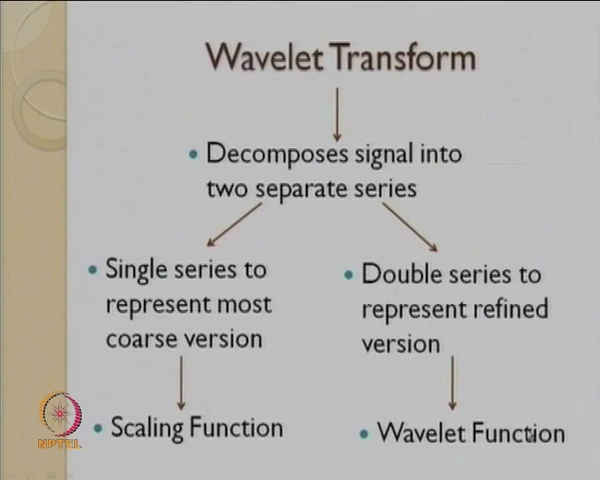 Wavelet Transform
• Decomposes signal into
two separate series
• Single series to
represent most
coarse version
• Double series to
represent refined
version
• Scaling Function
• Wavelet Function
NPTEL